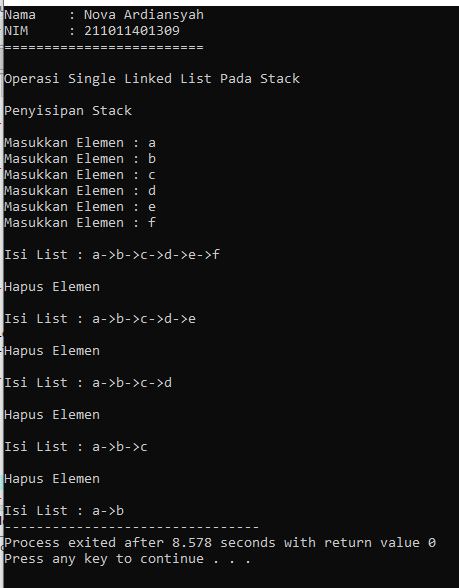 Nama    : Nova Ardiansyah
NIM     : 211011401309
=========================
Operasi Single Linked List Pada Stack
Penyisipan Stack
Masukkan Elemen : a
Masukkan Elemen : b
Masukkan Elemen : c
Masukkan Elemen : d
Masukkan Elemen : e
Masukkan Elemen : f
Isi List : a->b->c->d->e->f
Hapus Elemen
Isi List : a->b->c->d->e
Hapus Elemen
Isi List : a->b->c->d
Hapus Elemen
Isi List : a->b->c
Hapus Elemen
Isi List : a->b
--------------------------------
Process exited after 8.578 seconds with return value 0
Press any key to continue . . .